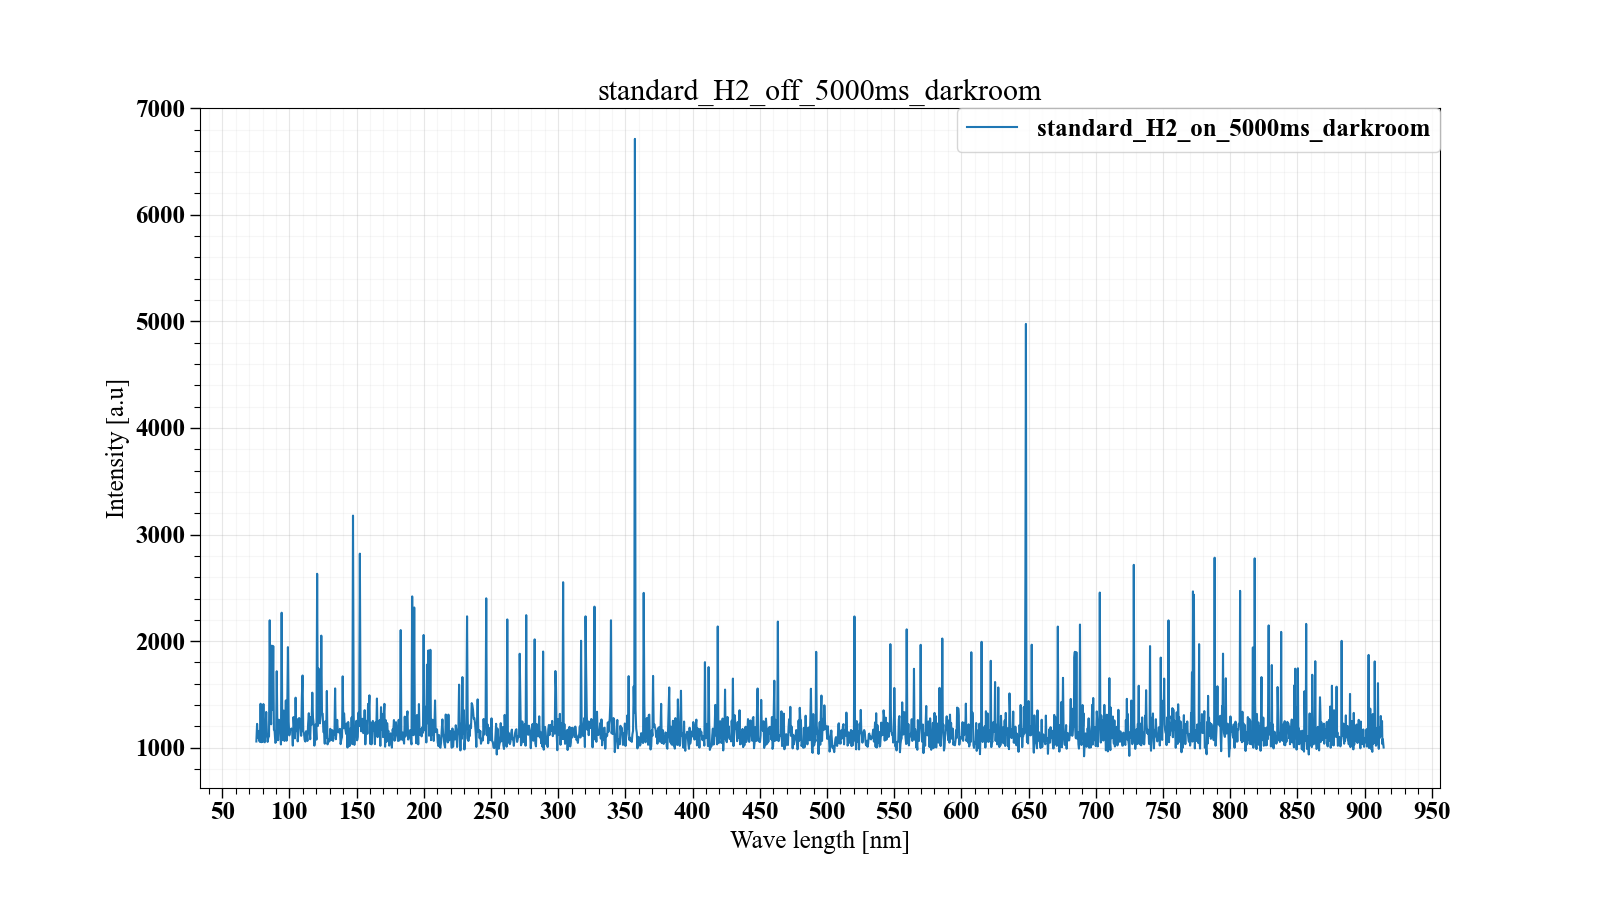 standard_H2_off_5000ms_darkroom
standard_H2_on_5000ms_darkroom
7000
6000
5000
4000
3000
2000
1000
Intensity [a.u]
50 100 150 200 250 300 350 400 450 500 550 600 650 700 750 800 850 900 950
Wave length [nm]